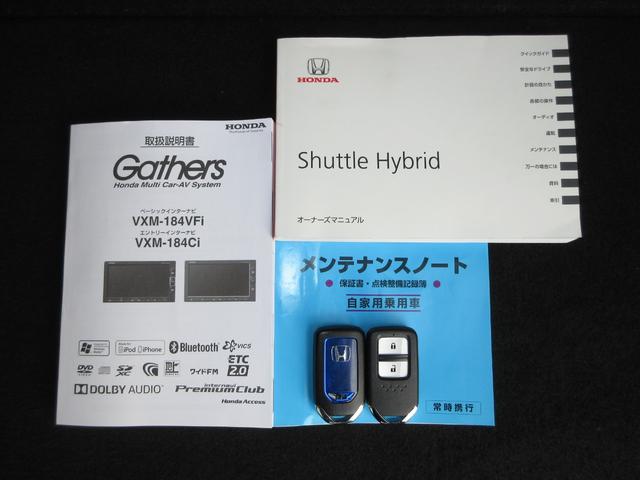 HONDA
クイックガイド
安全なドライブ
計器の見かた
各部の操作
オーディオ
運転
メンテナンス
万一の場合には
資料
索引
Shuttle Hybrid
オーナーズマニュアル
HONDA
取扱説明書
Gathers
Honda Multi Car-AV System
ベーシックインターナビ
VXM-184VFi
エントリーインターナビ
VXM-184Ci
iPod iPhone
Bluetooth
VICS
DVD
SD XC
ワイドFM
ETC 2.0
DOLBY AUDIO
internavi
Premium Club
Honda Access
メンテナンスノート
保証書・点検整備記録簿
自家用乗用車
常時携行